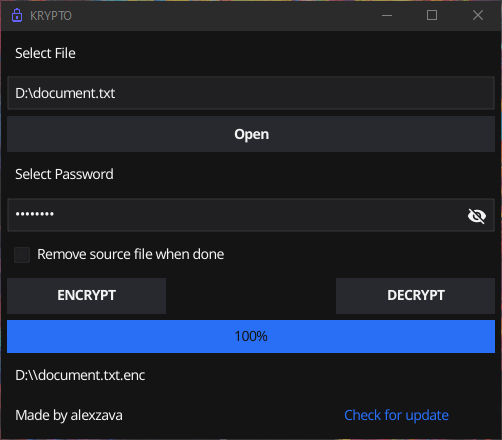 KRYPTO
Select File
D:\document.txt
Open
Select Password
••••••••
Remove source file when done
ENCRYPT DECRYPT
100%
D:\\document.txt.enc
Made by alexzava Check for update